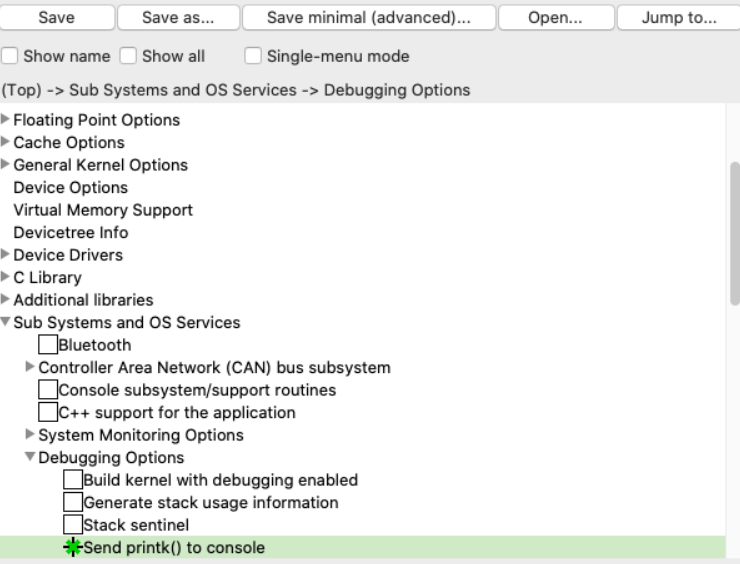 Save Save as... Save minimal (advanced)... Open... Jump to...
Show name Show all Single-menu mode
(Top) -> Sub Systems and OS Services -> Debugging Options
Floating Point Options
Cache Options
General Kernel Options
Device Options
Virtual Memory Support
Devicetree Info
Device Drivers
C Library
Additional libraries
Sub Systems and OS Services
Bluetooth
Controller Area Network (CAN) bus subsystem
Console subsystem/support routines
C++ support for the application
System Monitoring Options
Debugging Options
Build kernel with debugging enabled
Generate stack usage information
Stack sentinel
Send printk() to console